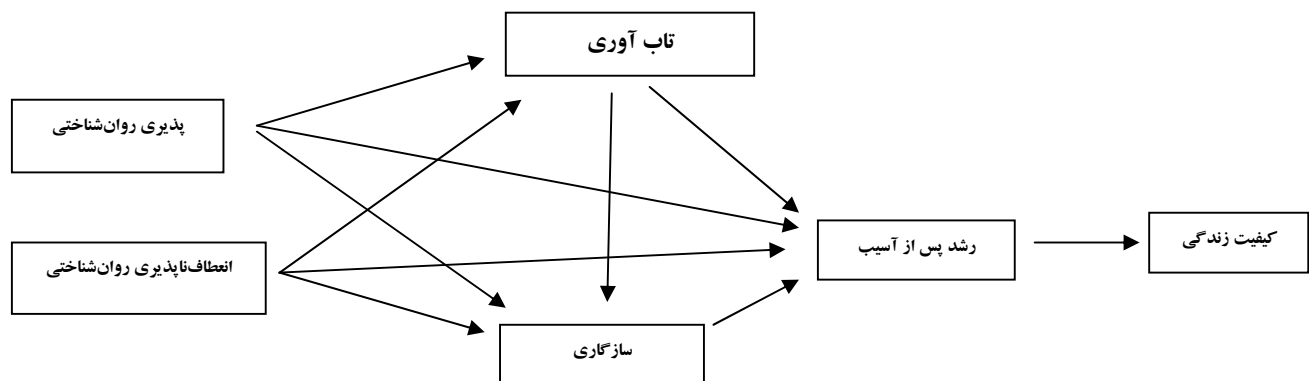 تاب آوری
پذیری روان‌شناختی
انعطاف‌ناپذیری روان‌شناختی
رشد پس از آسیب
کیفیت زندگی
سازگاری